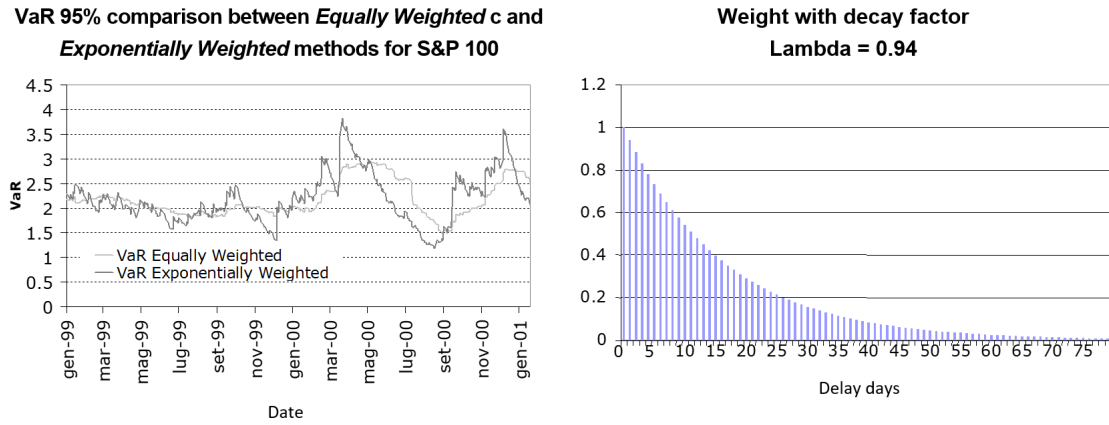 VaR 95% comparison between Equally Weighted c and
Exponentially Weighted methods for S&P 100
4.5
4
3.5
3
2.5
2
1.5
1
0.5
0
VaR
VaR Equally Weighted
VaR Exponentially Weighted
gen-99
mar-99
mag-99
lug-99
set-99
nov-99
gen-00
mar-00
mag-00
lug-00
set-00
nov-00
gen-01
Date
Weight with decay factor
Lambda = 0.94
1.2
1
0.8
0.6
0.4
0.2
0
0 5 10 15 20 25 30 35 40 45 50 55 60 65 70 75
Delay days